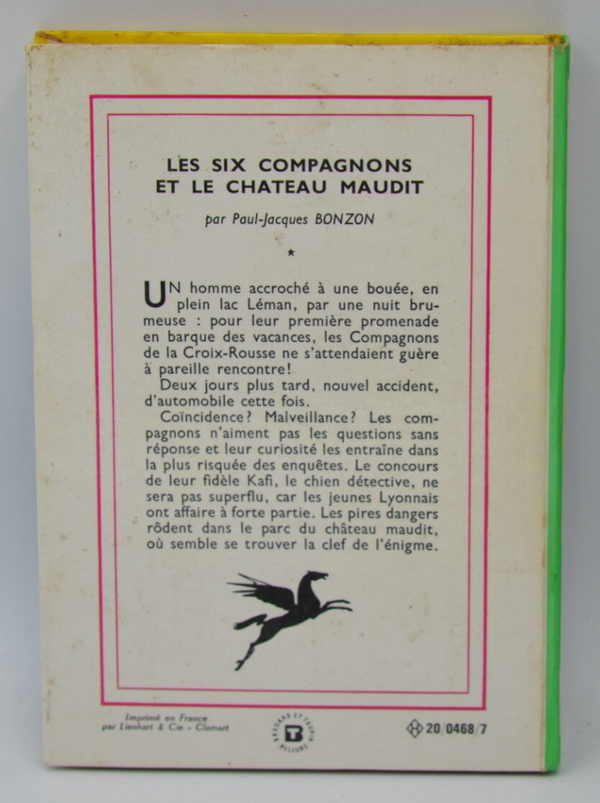 LES SIX COMPAGNONS
ET LE CHATEAU MAUDIT
par Paul-Jacques BONZON
*
UN homme accroché à une bouée, en
plein lac Léman, par une nuit bru-
meuse : pour leur première promenade
en barque des vacances, les Compagnons
de la Croix-Rousse ne s'attendaient guère
à pareille rencontre!
Deux jours plus tard, nouvel accident,
d'automobile cette fois.
Coïncidence? Malveillance? Les com-
pagnons n'aiment pas les questions sans
réponse et leur curiosité les entraîne dans
la plus risquée des enquêtes. Le concours
de leur fidèle Kafi, le chien détective, ne
sera pas superflu, car les jeunes Lyonnais
ont affaire à forte partie. Les pires dangers
rôdent dans le parc du château maudit,
où semble se trouver la clef de l'énigme.
Imprimé en France
par Lienhart & Cie - Clamart
BRODARD ET TAUPIN
BT
RELIURE
H 20/0468/7